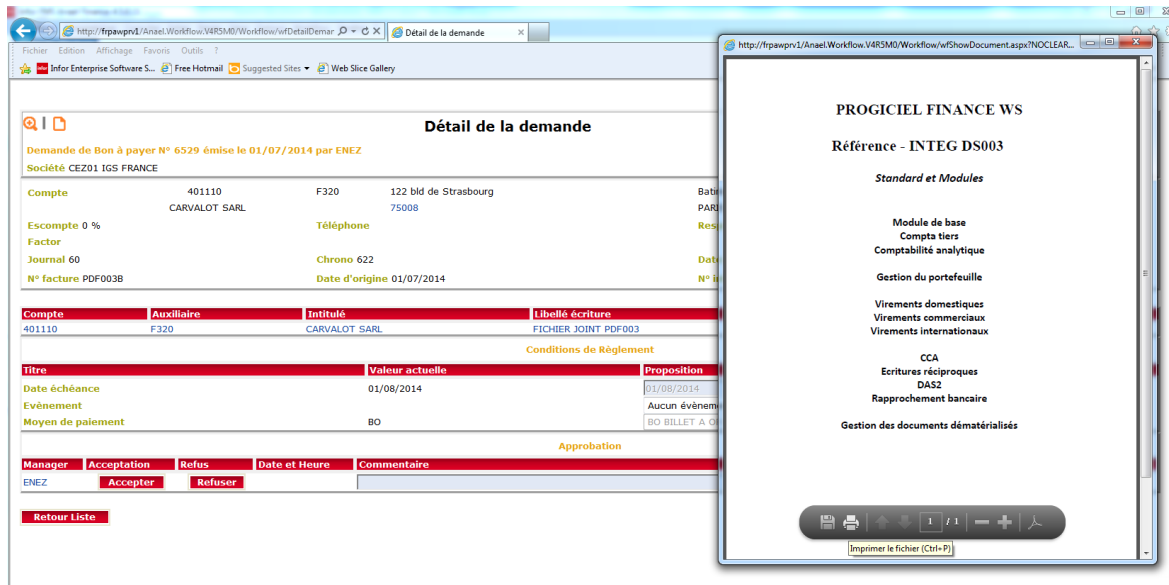 http://frpawprv1/Anael.Workflow.V4R5M0/Workflow/wfDetailDemar
Détail de la demande
Fichier Edition Affichage Favoris Outils ?
Infor Enterprise Software S... Free Hotmail Suggested Sites Web Slice Gallery
Détail de la demande
Demande de Bon à payer N° 6529 émise le 01/07/2014 par ENEZ
Société CEZ01 IGS FRANCE
Compte 401110 F320 122 bld de Strasbourg
CARVALOT SARL 75008
Escompte 0 % Téléphone
Factor
Journal 60 Chrono 622
N° facture PDF003B Date d'origine 01/07/2014
Compte Auxiliaire Intitulé Libellé écriture
401110 F320 CARVALOT SARL FICHIER JOINT PDF003
Conditions de Règlement
Titre Valeur actuelle Proposition
Date échéance 01/08/2014 01/08/2014
Evènement Aucun évènem
Moyen de paiement BO BO BILLET A O
Approbation
Manager Acceptation Refus Date et Heure Commentaire
ENEZ Accepter Refuser
Retour Liste
http://frpawprv1/Anael.Workflow.V4R5M0/Workflow/wfShowDocument.aspx?NOCLEAR...
PROGICIEL FINANCE WS
Référence - INTEG DS003
Standard et Modules
Module de base
Compta tiers
Comptabilité analytique
Gestion du portefeuille
Virements domestiques
Virements commerciaux
Virements internationaux
CCA
Ecritures réciproques
DAS2
Rapprochement bancaire
Gestion des documents dématérialisés
1 / 1
Imprimer le fichier (Ctrl+P)